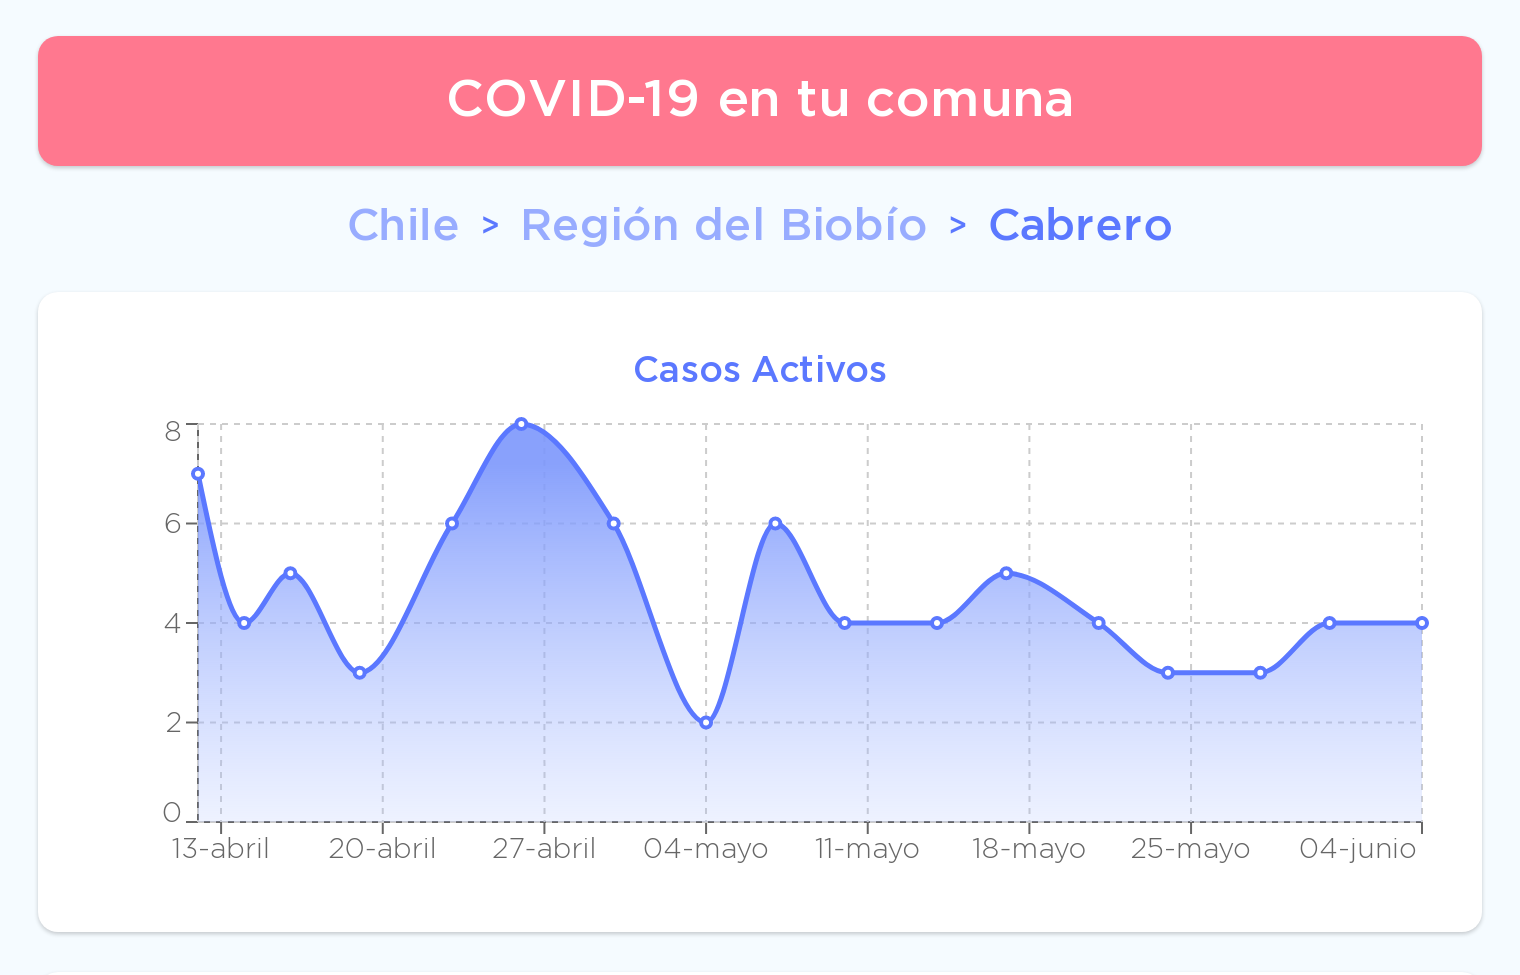 COVID-19 en tu comuna
Chile > Región del Biobío > Cabrero
Casos Activos
8
6
4
2
0
13-abril 20-abril 27-abril 04-mayo 11-mayo 18-mayo 25-mayo 04-junio